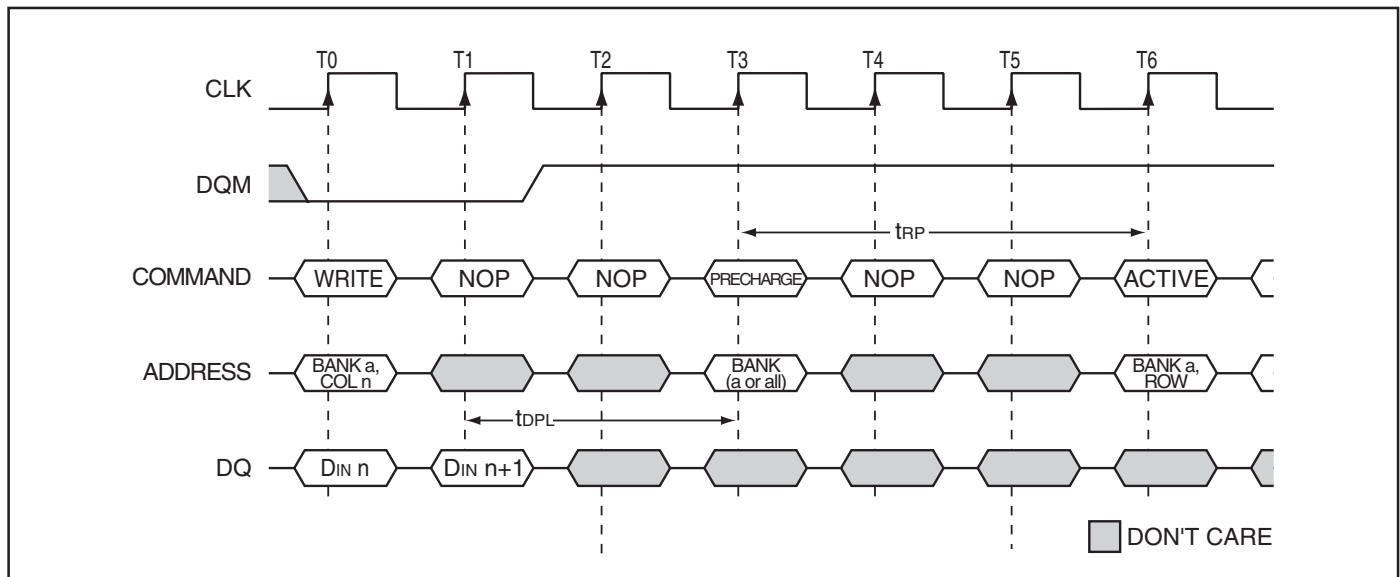 T0 T1 T2 T3 T4 T5 T6
CLK
DQM
tRP
COMMAND WRITE NOP NOP PRECHARGE NOP NOP ACTIVE
BANK a, BANK BANK a,
ADDRESS
COL n (a or all) ROW
tDPL
DQ DIN n DIN n+1
DON'T CARE